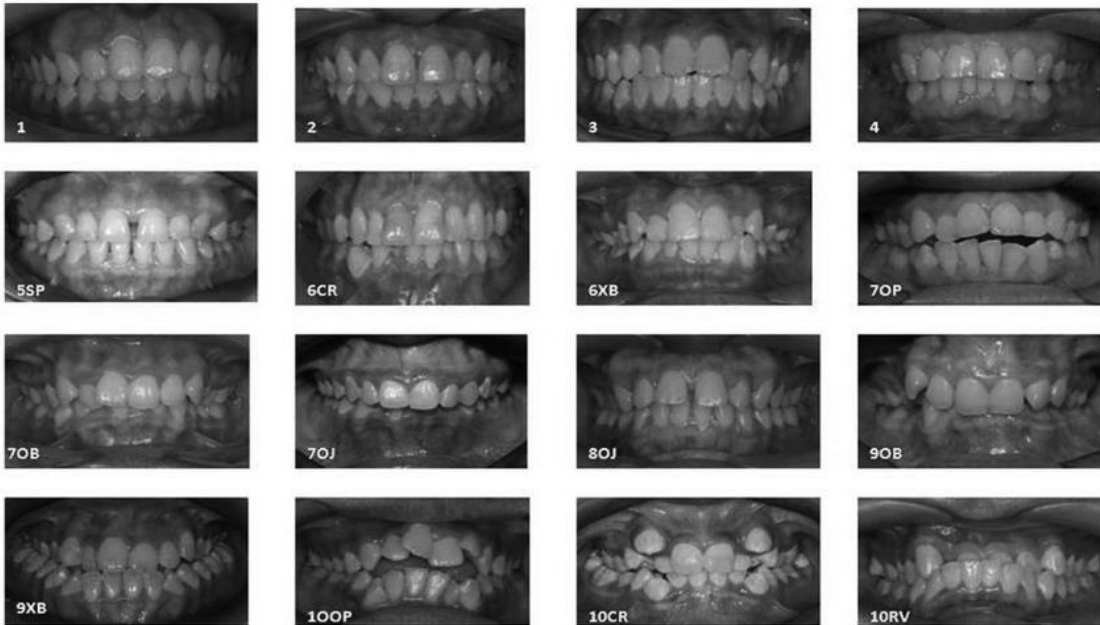 1
2
3
4
5SP
6CR
6XB
7OP
7OB
7OJ
8OJ
9OB
9XB
10OP
10CR
10RV